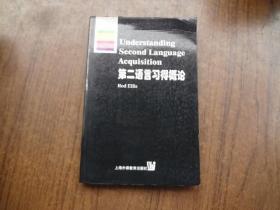 Understanding
Second Language
Acquisition
第二语言习得概论
Rod Ellis
上海外语教育出版社